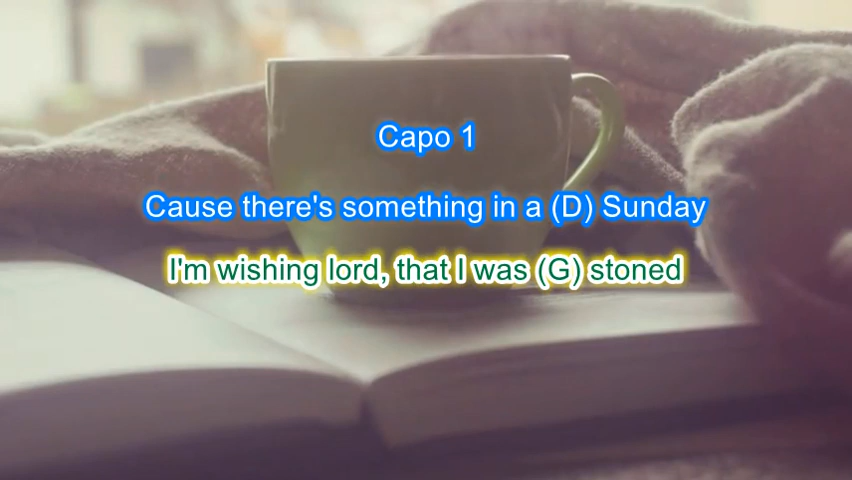 Capo 1
Cause there's something in a (D) Sunday
I'm wishing lord, that I was (G) stoned